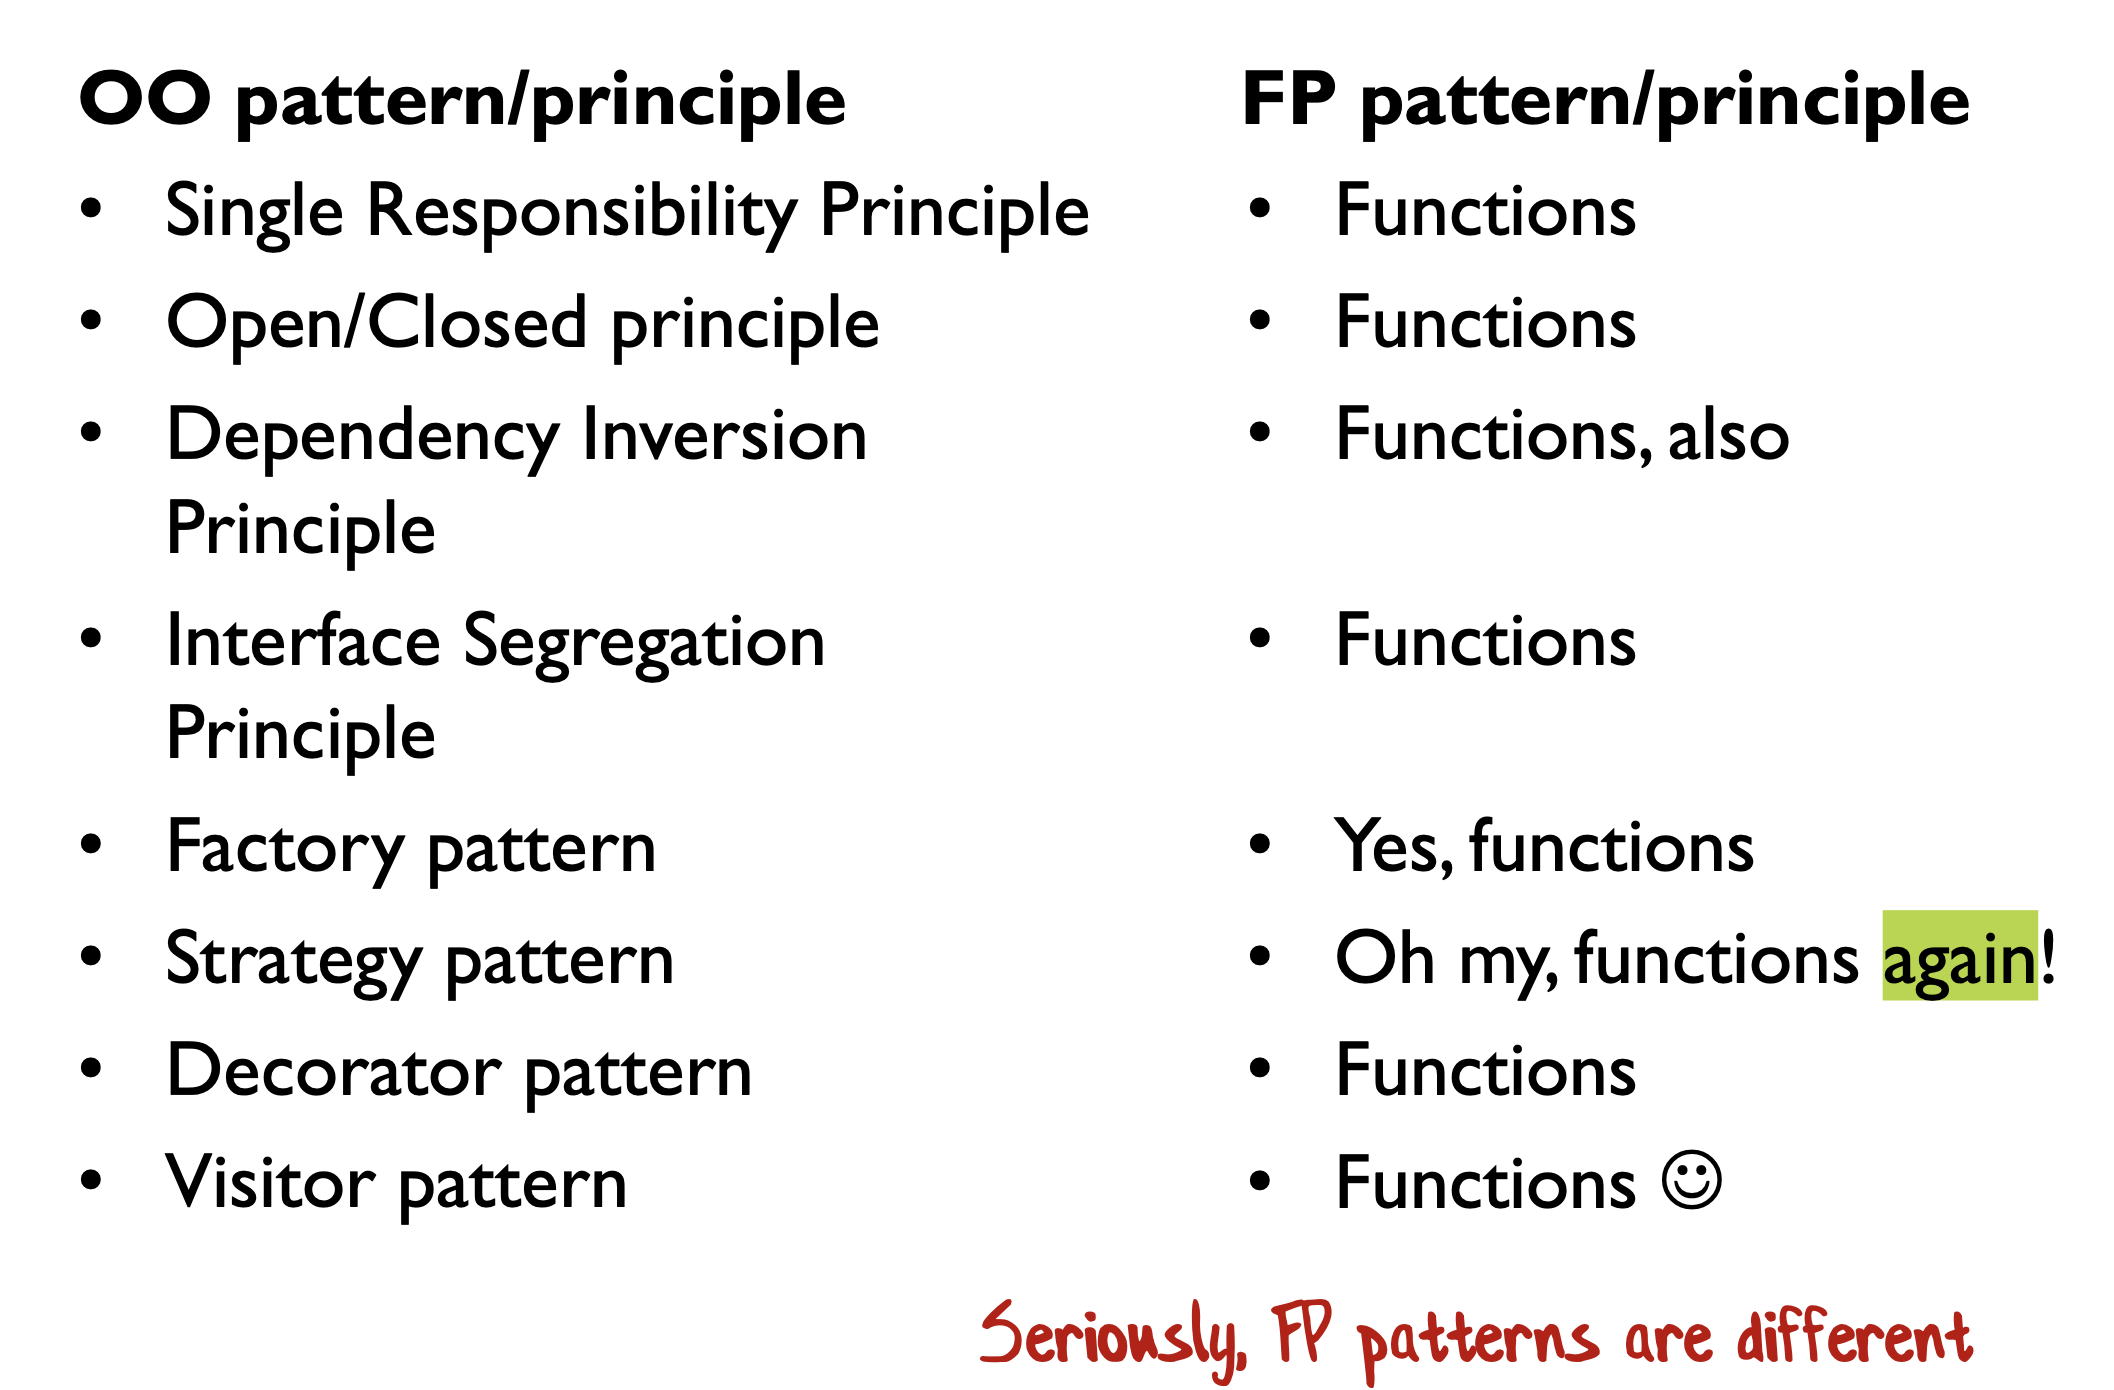 OO pattern/principle
• Single Responsibility Principle
• Open/Closed principle
• Dependency Inversion
Principle
• Interface Segregation
Principle
• Factory pattern
• Strategy pattern
• Decorator pattern
• Visitor pattern
FP pattern/principle
• Functions
• Functions
• Functions, also
• Functions
• Yes, functions
• Oh my, functions again!
• Functions
• Functions ☺
Seriously, FP patterns are different